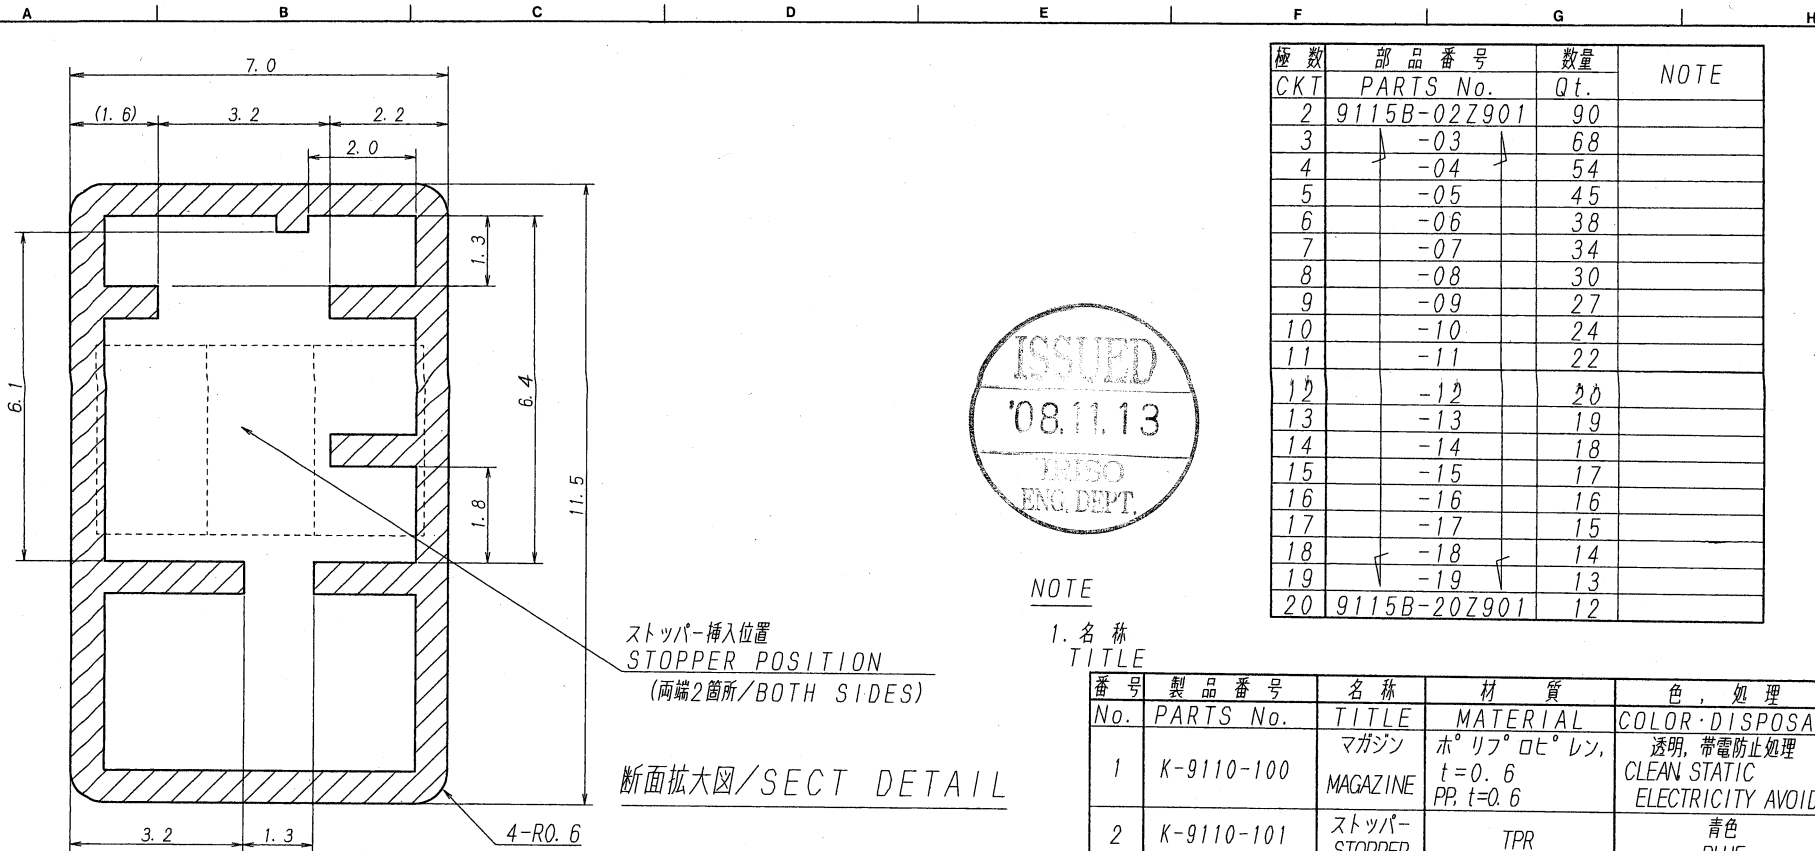 A B C D E F G H
7.0
(1.6) 3.2 2.2
2.0
1.3
6.1
6.4
11.5
1.8
3.2 1.3
4-R0.6
ストッパー挿入位置
STOPPER POSITION
(両端2箇所/BOTH SIDES)
断面拡大図/SECT DETAIL
ISSUED
'08.11.13
ENG. DEPT.
極数 部品番号 数量 NOTE
CKT PARTS No. Qt.
2 9115B-02Z901 90
3 -03 68
4 -04 54
5 -05 45
6 -06 38
7 -07 34
8 -08 30
9 -09 27
10 -10 24
11 -11 22
12 -12 20
13 -13 19
14 -14 18
15 -15 17
16 -16 16
17 -17 15
18 -18 14
19 -19 13
20 9115B-20Z901 12
NOTE
1. 名称
TITLE
番号 製品番号 名称 材質 色，処理
No. PARTS No. TITLE MATERIAL COLOR・DISPOSA
1 K-9110-100 マガジン MAGAZINE ポリプロピレン, t=0.6 PP. t=0.6 透明, 帯電防止処理 CLEAN STATIC ELECTRICITY AVOID
2 K-9110-101 ストッパー STOPPER TPR 青色 BLUE